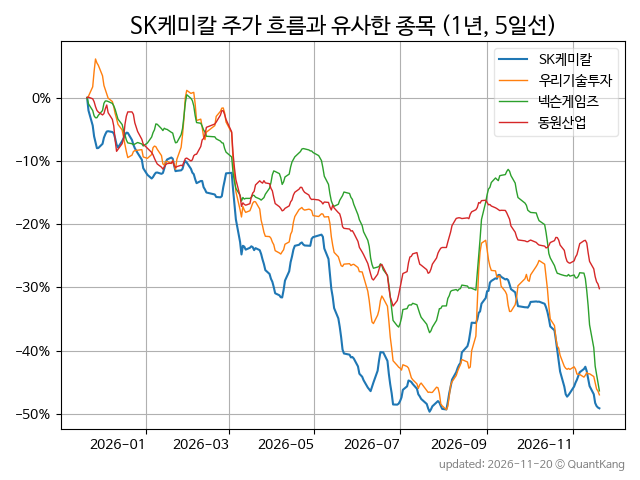 SK케미칼 주가 흐름과 유사한 종목 (1년, 5일선)
SK케미칼
우리기술투자
넥슨게임즈
동원산업
0%
−10%
−20%
−30%
−40%
−50%
2026-01 2026-03 2026-05 2026-07 2026-09 2026-11
updated: 2026-11-20 © QuantKang